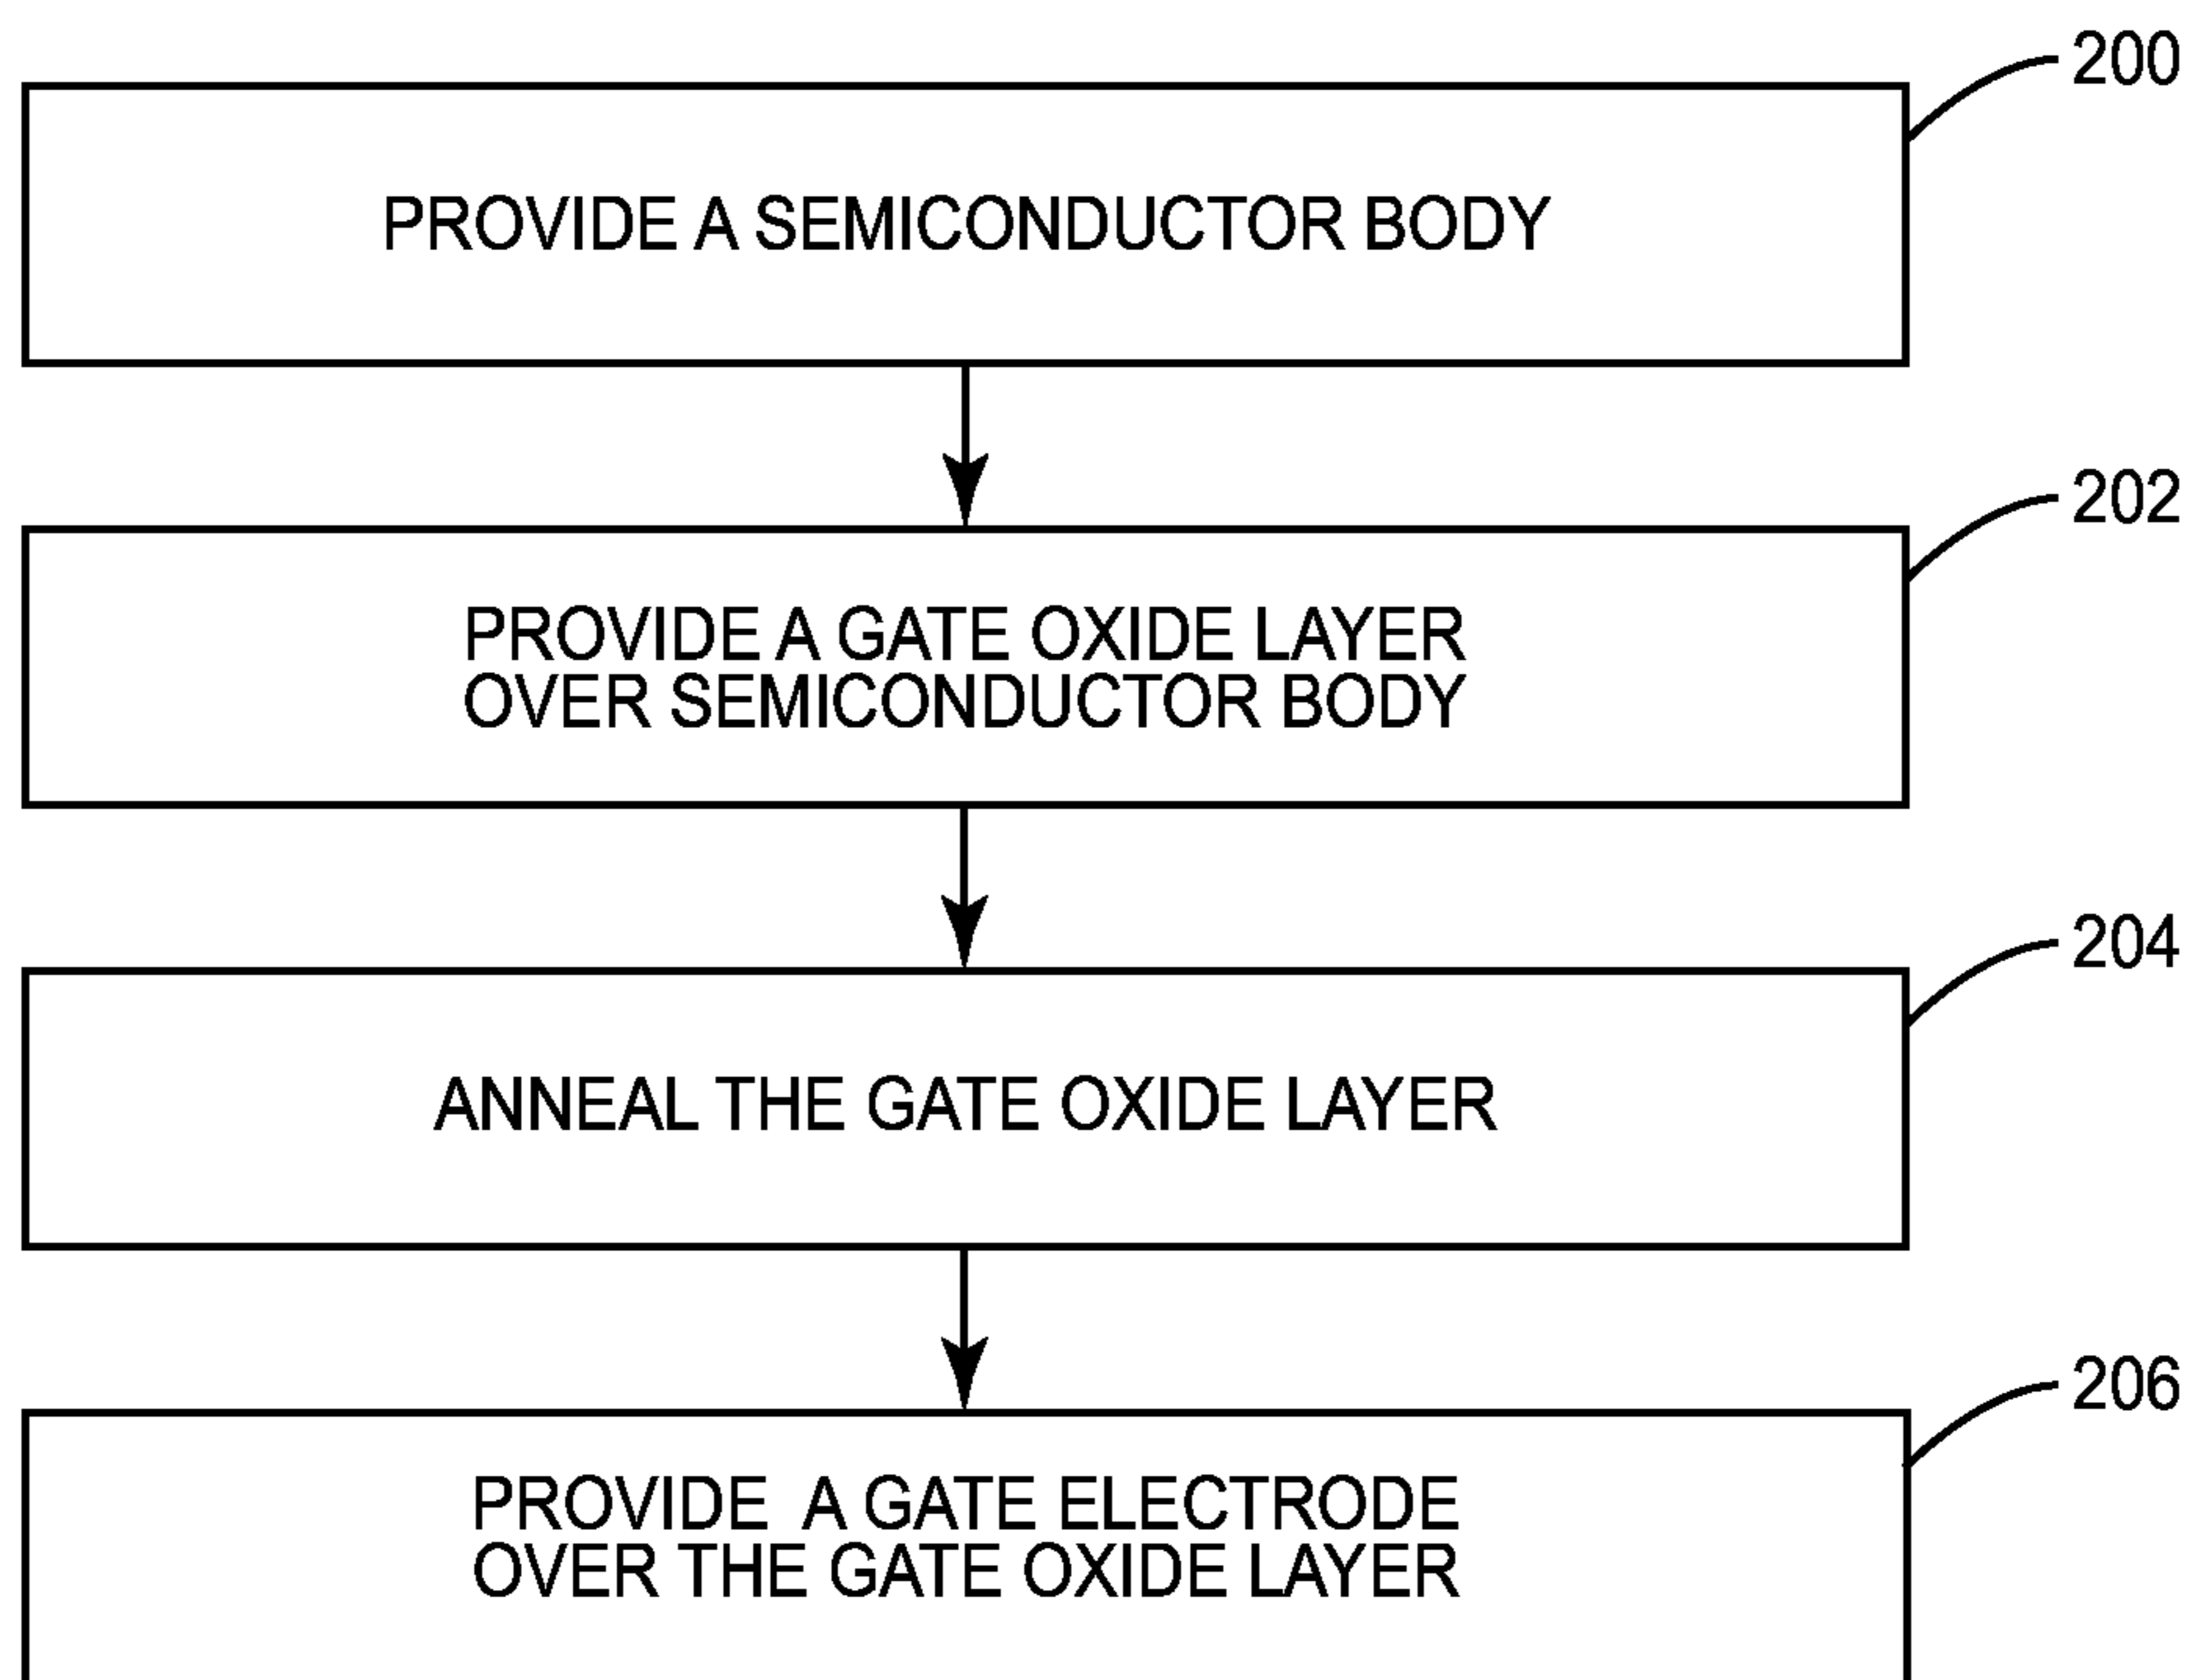 200
PROVIDE A SEMICONDUCTOR BODY
202
PROVIDE A GATE OXIDE LAYER
OVER SEMICONDUCTOR BODY
204
ANNEAL THE GATE OXIDE LAYER
206
PROVIDE A GATE ELECTRODE
OVER THE GATE OXIDE LAYER